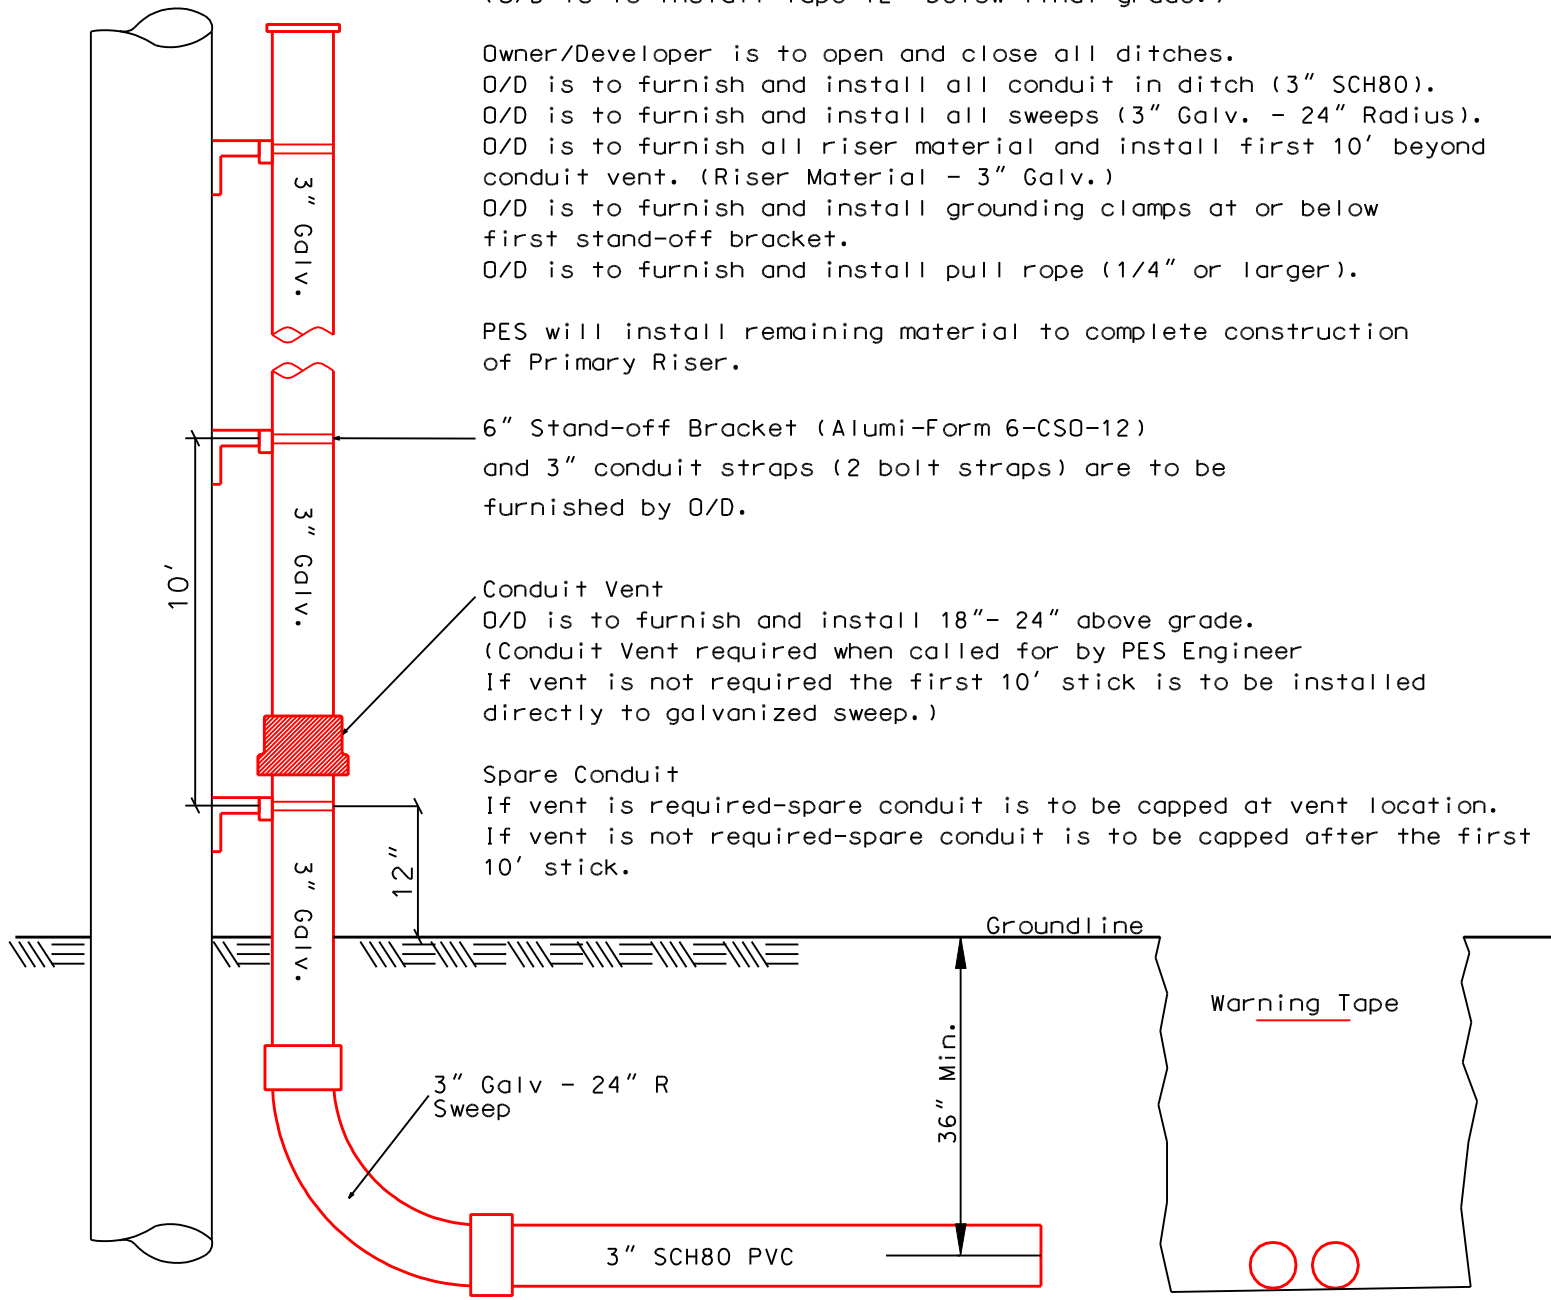 (O/D is to install tape 12" below final grade.)
Owner/Developer is to open and close all ditches.
O/D is to furnish and install all conduit in ditch (3" SCH80).
O/D is to furnish and install all sweeps (3" Galv. - 24" Radius).
O/D is to furnish all riser material and install first 10' beyond
conduit vent. (Riser Material - 3" Galv.)
O/D is to furnish and install grounding clamps at or below
first stand-off bracket.
O/D is to furnish and install pull rope (1/4" or larger).
PES will install remaining material to complete construction
of Primary Riser.
6" Stand-off Bracket (Alumi-Form 6-CSO-12)
and 3" conduit straps (2 bolt straps) are to be
furnished by O/D.
Conduit Vent
O/D is to furnish and install 18"- 24" above grade.
(Conduit Vent required when called for by PES Engineer
If vent is not required the first 10' stick is to be installed
directly to galvanized sweep.)
Spare Conduit
If vent is required-spare conduit is to be capped at vent location.
If vent is not required-spare conduit is to be capped after the first
10' stick.
3" Galv.
3" Galv.
10'
3" Galv.
12"
Groundline
Warning Tape
36" Min.
3" Galv - 24" R
Sweep
3" SCH80 PVC